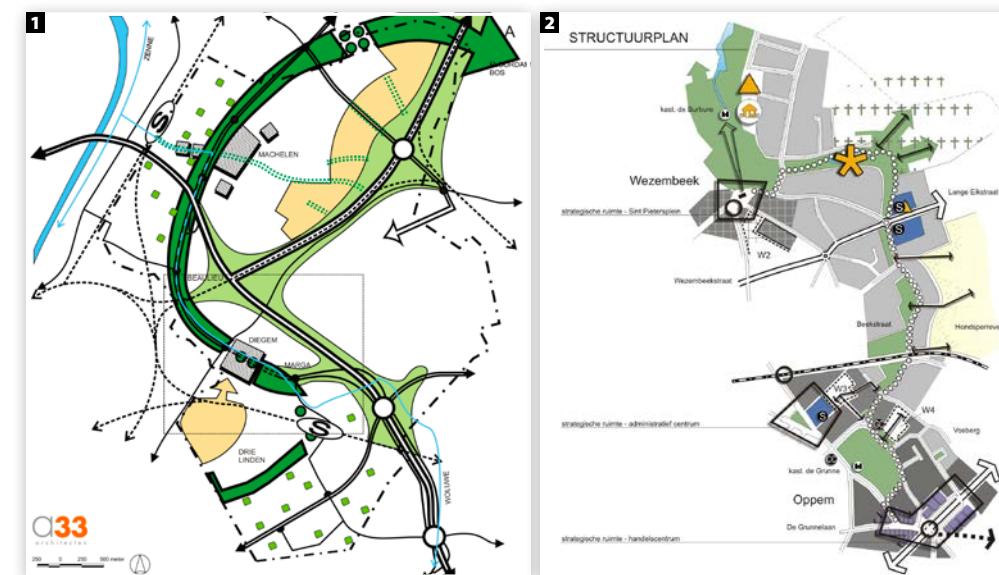 1
ZENNE
A
BOS
S
MACHELEN
BEAULIEU
DIEGEM
MARGA
S
DRIE
LINDEN
WOLUWE
a33
architecten
250 0 250 500 meter
2
STRUCTUURPLAN
kast. de Burbure
M
Wezembeek
Lange Eikstraat
S
strategische ruimte - Sint Pietersplein
S
W2
Wezembeekstraat
Beekstraat
W3
S
W4
strategische ruimte - administratief centrum
Vosberg
kast. de Grunne
M
Oppem
De Grunnelaan
strategische ruimte - handelscentrum